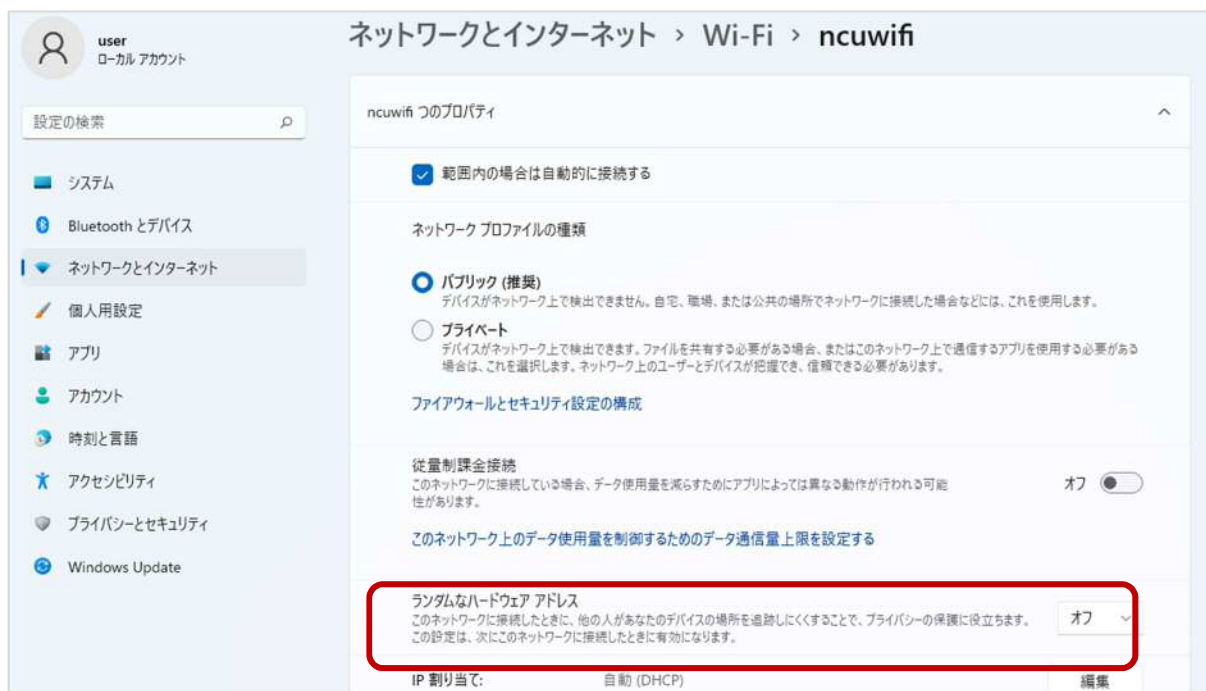 user
ローカル アカウント
設定の検索
システム
Bluetooth とデバイス
ネットワークとインターネット
個人用設定
アプリ
アカウント
時刻と言語
アクセシビリティ
プライバシーとセキュリティ
Windows Update
ネットワークとインターネット › Wi-Fi › ncuwifi
ncuwifi つのプロパティ
範囲内の場合は自動的に接続する
ネットワーク プロファイルの種類
パブリック (推奨)
デバイスがネットワーク上で検出できません。自宅、職場、または公共の場所でネットワークに接続した場合などには、これを使用します。
プライベート
デバイスがネットワーク上で検出できます。ファイルを共有する必要がある場合、またはこのネットワーク上で通信するアプリを使用する必要がある
場合は、これを選択します。ネットワーク上のユーザーとデバイスが把握でき、信頼できる必要があります。
ファイアウォールとセキュリティ設定の構成
従量制課金接続
このネットワークに接続している場合、データ使用量を減らすためにアプリによっては異なる動作が行われる可能
性があります。
オフ
このネットワーク上のデータ使用量を制御するためのデータ通信量上限を設定する
ランダムなハードウェア アドレス
このネットワークに接続したときに、他の人があなたのデバイスの場所を追跡しにくくすることで、プライバシーの保護に役立ちます。
この設定は、次にこのネットワークに接続したときに有効になります。
オフ
IP 割り当て: 自動 (DHCP) 編集